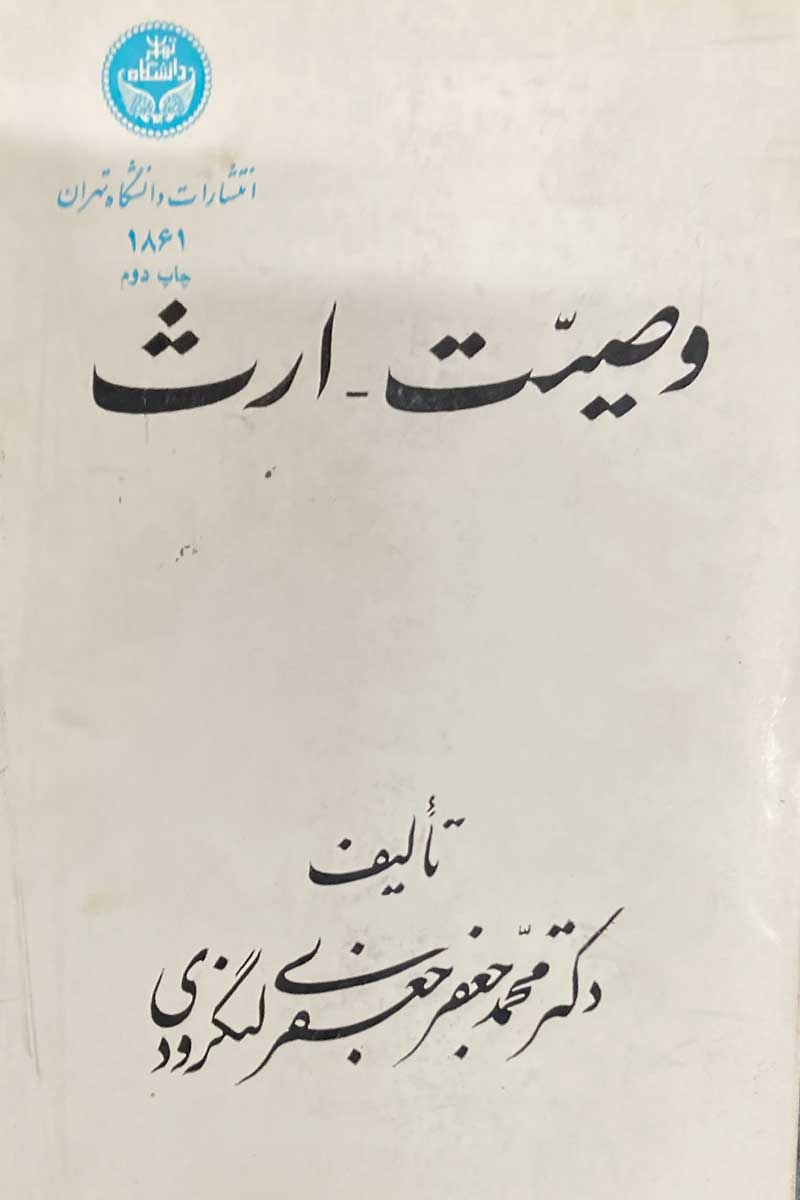 دانشگاه تهران
انتشارات دانشگاه تهران
۱۸۶۱
چاپ دوم
وصیّت - ارث
تألیف
دکتر محمّد جعفر جعفری لنگرودی